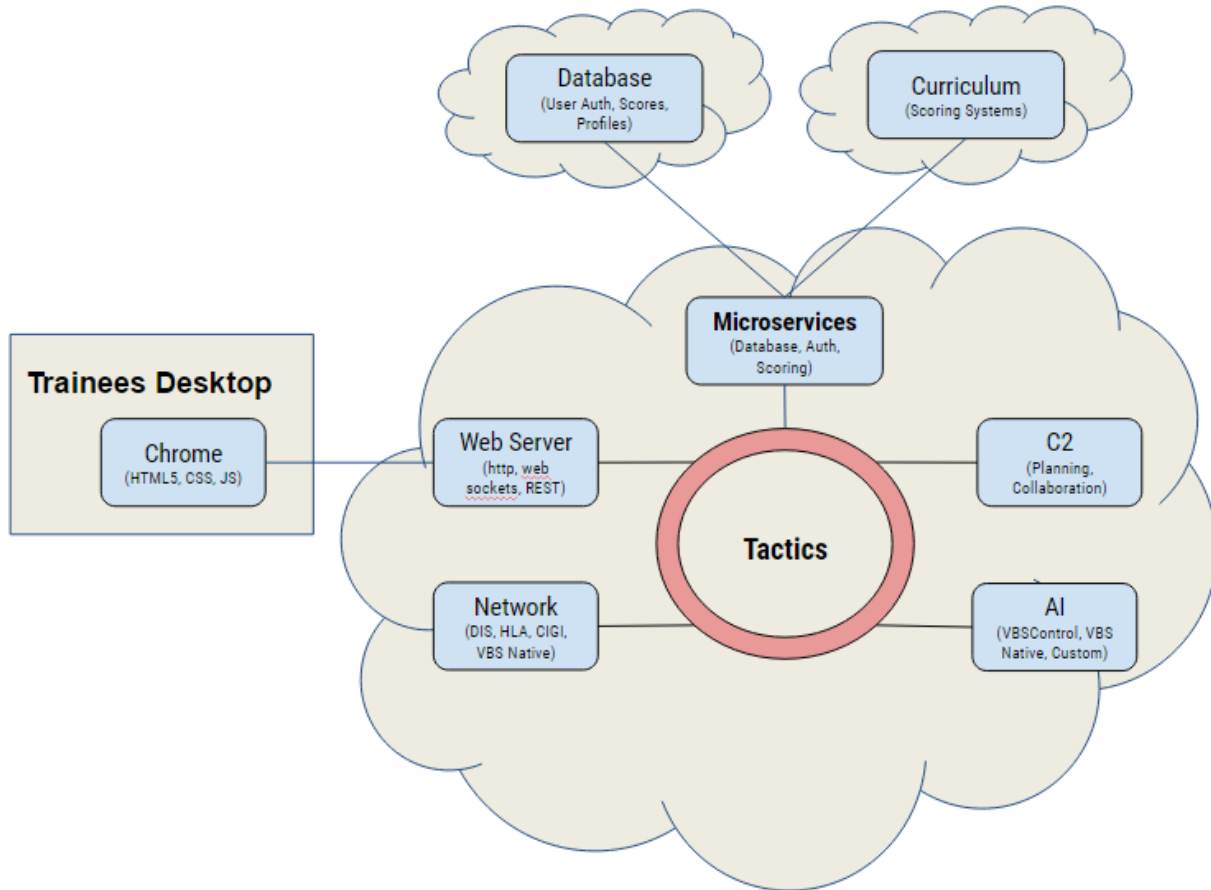 Database
(User Auth, Scores,
Profiles)
Curriculum
(Scoring Systems)
Microservices
(Database, Auth,
Scoring)
Trainees Desktop
Chrome
(HTML5, CSS, JS)
Web Server
(http, web
sockets, REST)
C2
(Planning,
Collaboration)
Tactics
Network
(DIS, HLA, CIGI,
VBS Native)
AI
(VBSControl, VBS
Native, Custom)